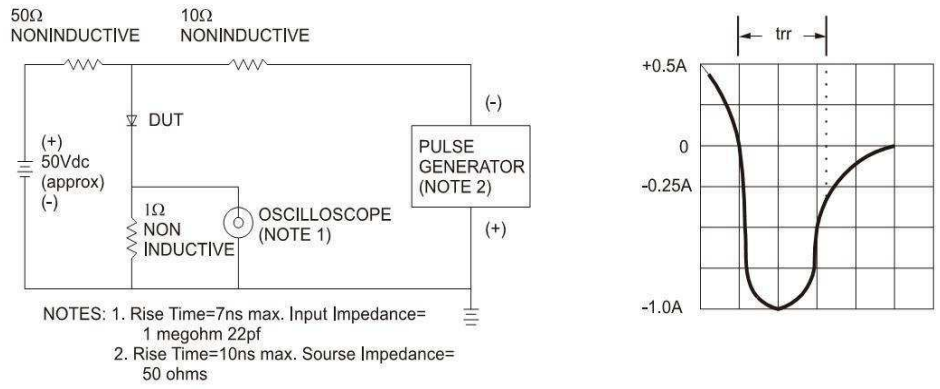 50Ω
NONINDUCTIVE
10Ω
NONINDUCTIVE
DUT
(+)
50Vdc
(approx)
(-)
1Ω
NON
INDUCTIVE
OSCILLOSCOPE
(NOTE 1)
(-)
PULSE
GENERATOR
(NOTE 2)
(+)
NOTES: 1. Rise Time=7ns max. Input Impedance=
1 megohm 22pf
2. Rise Time=10ns max. Sourse Impedance=
50 ohms
trr
+0.5A
0
-0.25A
-1.0A